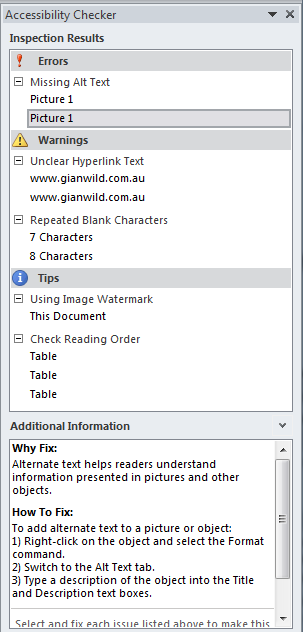 Accessibility Checker
Inspection Results
Errors
Missing Alt Text
Picture 1
Picture 1
Warnings
Unclear Hyperlink Text
www.gianwild.com.au
www.gianwild.com.au
Repeated Blank Characters
7 Characters
8 Characters
Tips
Using Image Watermark
This Document
Check Reading Order
Table
Table
Table
Additional Information
Why Fix:
Alternate text helps readers understand
information presented in pictures and other
objects.
How To Fix:
To add alternate text to a picture or object:
1) Right-click on the object and select the Format
command.
2) Switch to the Alt Text tab.
3) Type a description of the object into the Title
and Description text boxes.
Select and fix each issue listed above to make this